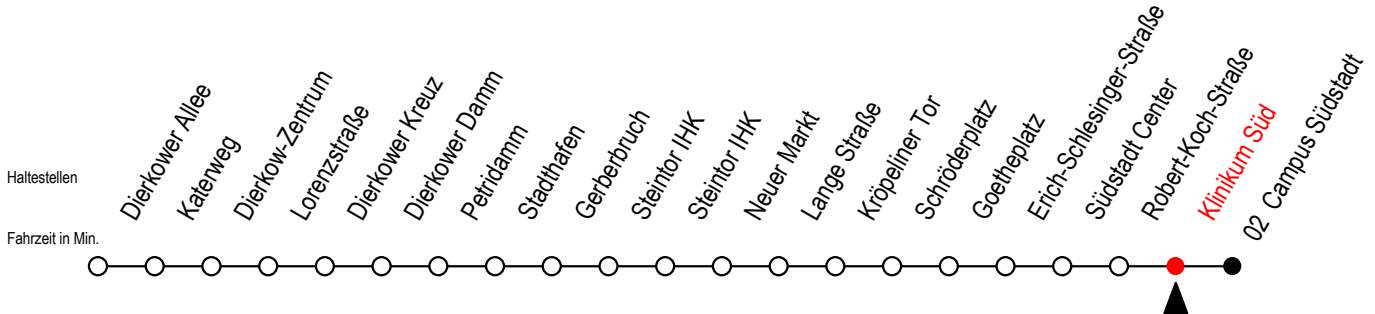 Haltestellen
Fahrzeit in Min.
Dierkower Allee
Katerweg
Dierkow-Zentrum
Lorenzstraße
Dierkower Kreuz
Dierkower Damm
Petridamm
Stadthafen
Gerberbruch
Steintor IHK
Steintor IHK
Neuer Markt
Lange Straße
Kröpeliner Tor
Schröderplatz
Goetheplatz
Erich-Schlesinger-Straße
Südstadt Center
Robert-Koch-Straße
Klinikum Süd
02 Campus Südstadt